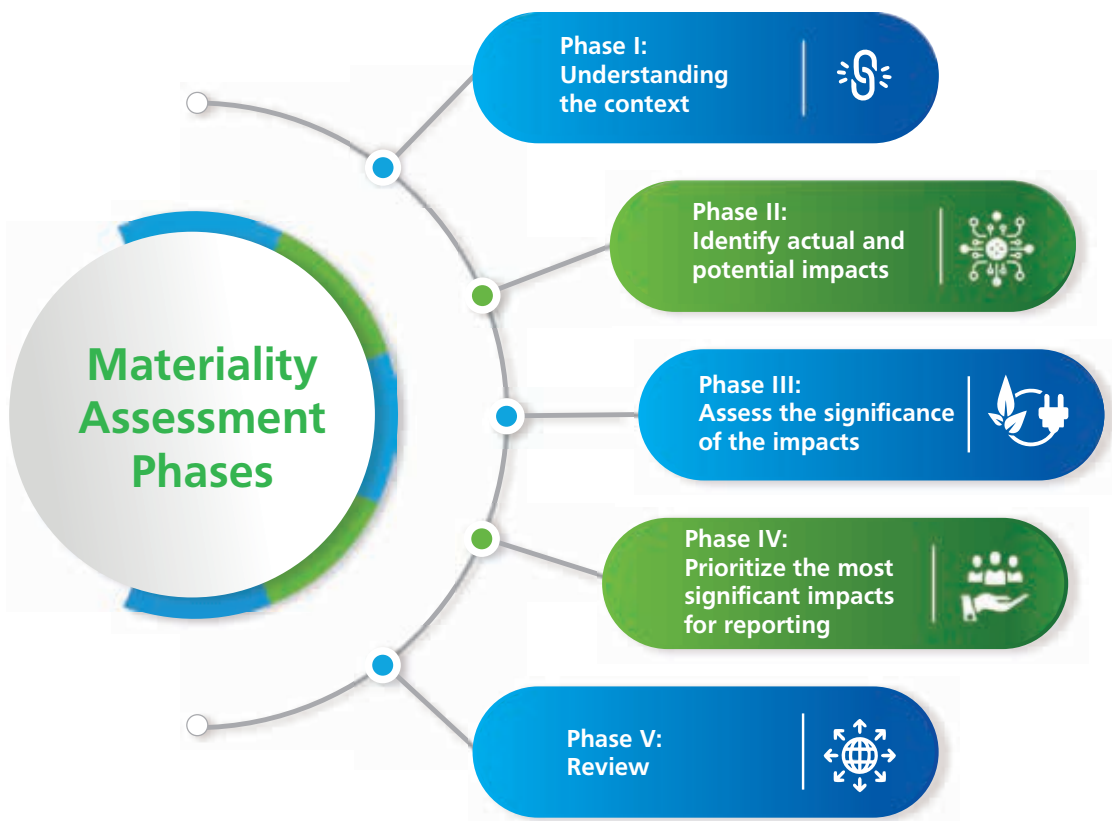 Materiality
Assessment
Phases
Phase I:
Understanding
the context
Phase II:
Identify actual and
potential impacts
Phase III:
Assess the significance
of the impacts
Phase IV:
Prioritize the most
significant impacts
for reporting
Phase V:
Review